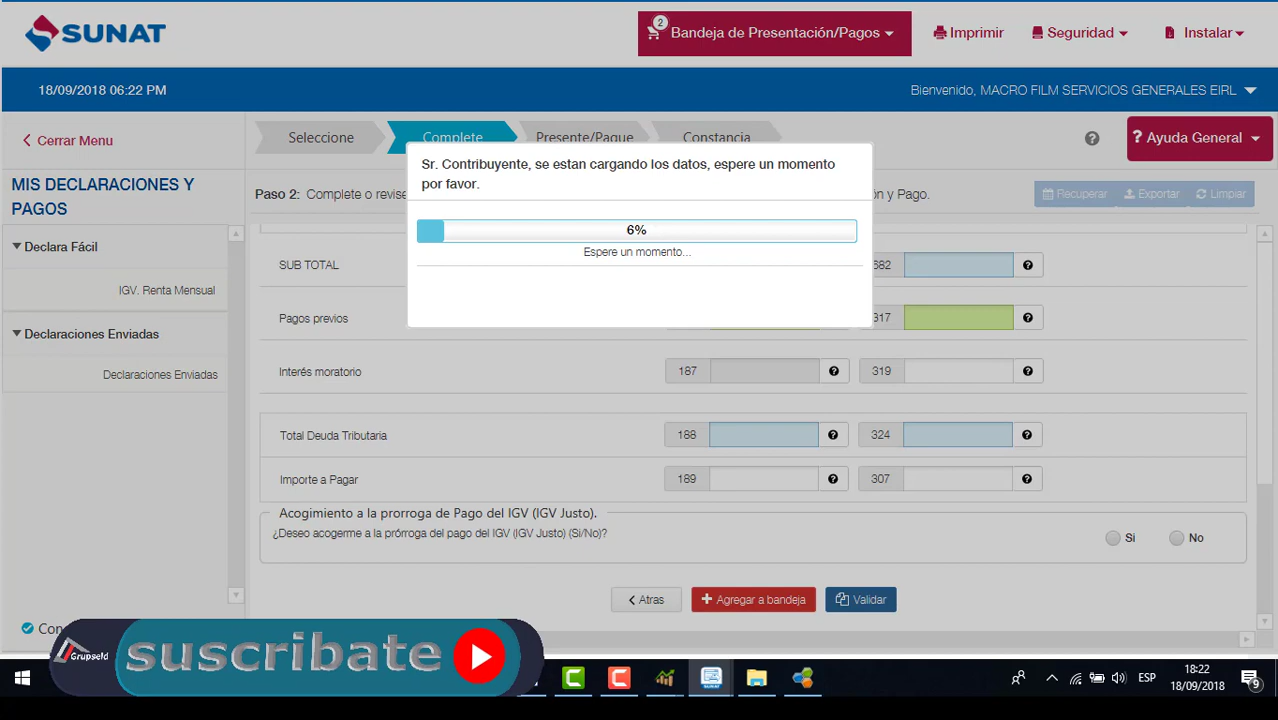 SUNAT
2
Bandeja de Presentación/Pagos
Imprimir
Seguridad
Instalar
18/09/2018 06:22 PM
Bienvenido, MACRO FILM SERVICIOS GENERALES EIRL
Cerrar Menu
Seleccione
Complete
Presente/Pague
Constancia
? Ayuda General
MIS DECLARACIONES Y
PAGOS
Paso 2: Complete o revise
ón y Pago.
Recuperar
Exportar
Limpiar
Sr. Contribuyente, se estan cargando los datos, espere un momento
por favor.
6%
Espere un momento...
Declara Fácil
IGV. Renta Mensual
Declaraciones Enviadas
Declaraciones Enviadas
SUB TOTAL
682
Pagos previos
317
Interés moratorio
187
319
Total Deuda Tributaria
188
324
Importe a Pagar
189
307
Acogimiento a la prorroga de Pago del IGV (IGV Justo).
¿Deseo acogerme a la prórroga del pago del IGV (IGV Justo) (Si/No)?
Si
No
Atras
Agregar a bandeja
Validar
Con
Grupseld
suscribate
ESP
18:22
18/09/2018
9